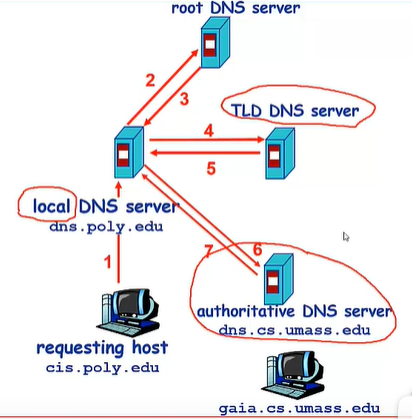 root DNS server
2
3
TLD DNS server
4
5
local DNS server
dns.poly.edu
1
7
6
authoritative DNS server
dns.cs.umass.edu
requesting host
cis.poly.edu
gaia.cs.umass.edu